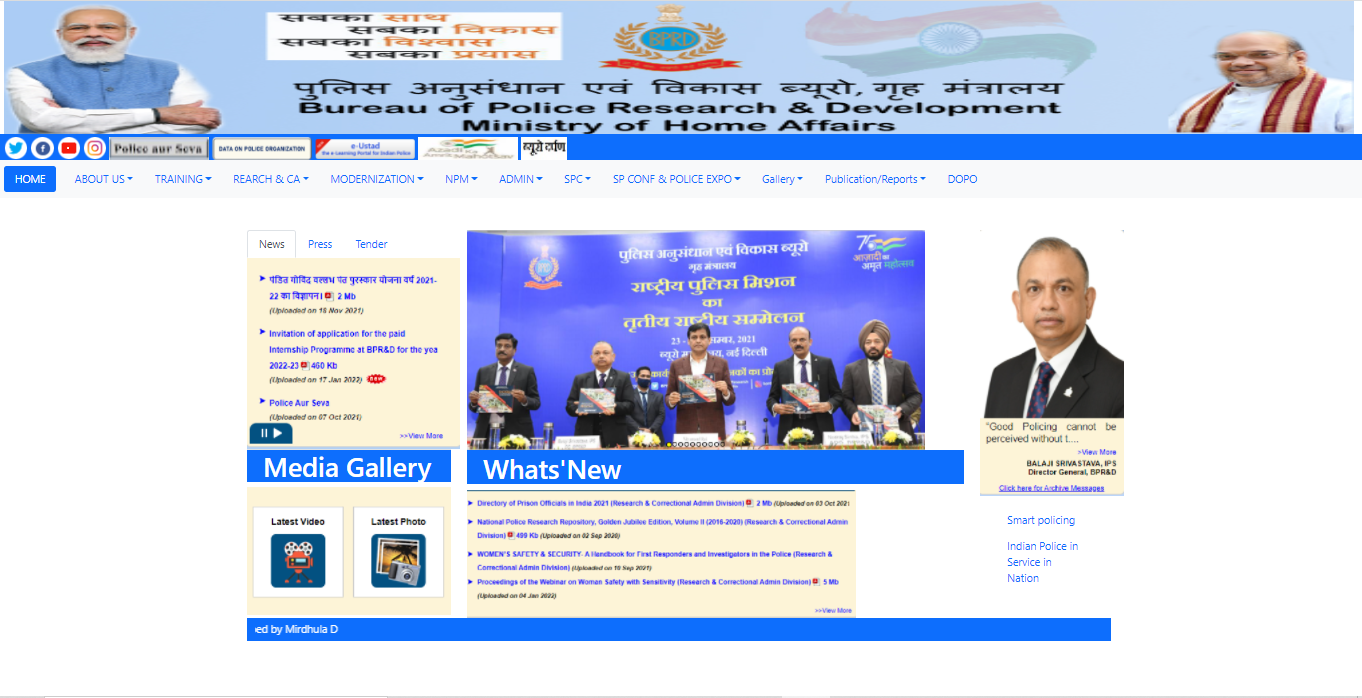 सबका साथ
सबका विकास
सबका विश्वास
सबका प्रयास
BPRD
पुलिस अनुसंधान एवं विकास ब्यूरो, गृह मंत्रालय
Bureau of Police Research & Development
Ministry of Home Affairs
Police aur Seva
DATA ON POLICE ORGANIZATION
e-Ustad
the e-Learning Portal for Indian Police
Azadi Ka
Amrit Mahotsav
ब्यूरो दर्पण
HOME ABOUT US TRAINING REARCH & CA MODERNIZATION NPM ADMIN SPC SP CONF & POLICE EXPO Gallery Publication/Reports DOPO
News Press Tender
पंडित गोविंद वल्लभ पंत पुरस्कार योजना वर्ष 2021-
22 का विज्ञापन। 2 Mb
(Uploaded on 18 Nov 2021)
Invitation of application for the paid
Internship Programme at BPR&D for the yea
2022-23 460 Kb
(Uploaded on 17 Jan 2022) new
Police Aur Seva
(Uploaded on 07 Oct 2021)
>>View More
पुलिस अनुसंधान एवं विकास ब्यूरो
गृह मंत्रालय
राष्ट्रीय पुलिस मिशन
का
तृतीय राष्ट्रीय सम्मेलन
75
आज़ादी का
अमृत महोत्सव
नई दिल्ली
"Good Policing cannot be
perceived without t....
>View More
BALAJI SRIVASTAVA, IPS
Director General, BPR&D
Click here for Archive Messages
Media Gallery
Latest Video
Latest Photo
Whats'New
Directory of Prison Officials in India 2021 (Research & Correctional Admin Division) 2 Mb (Uploaded on 03 Oct 2021
National Police Research Repository, Golden Jubilee Edition, Volume II (2016-2020) (Research & Correctional Admin
Division) 499 Kb (Uploaded on 02 Sep 2020)
WOMEN'S SAFETY & SECURITY- A Handbook for First Responders and Investigators in the Police (Research &
Correctional Admin Division) (Uploaded on 10 Sep 2021)
Proceedings of the Webinar on Woman Safety with Sensitivity (Research & Correctional Admin Division) 5 Mb
(Uploaded on 04 Jan 2022)
>>View More
Smart policing
Indian Police in
Service in
Nation
ed by Mirdhula D